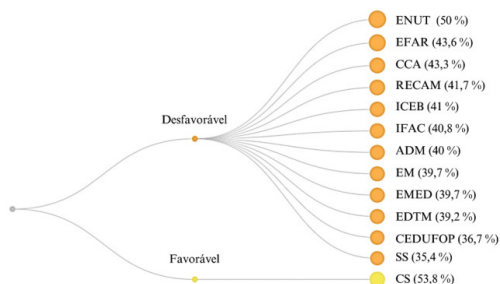 ENUT (50 %)
EFAR (43,6 %)
CCA (43,3 %)
RECAM (41,7 %)
ICEB (41 %)
Desfavorável
IFAC (40,8 %)
ADM (40 %)
EM (39,7 %)
EMED (39,7 %)
EDTM (39,2 %)
CEDUFOP (36,7 %)
SS (35,4 %)
Favorável
CS (53,8 %)